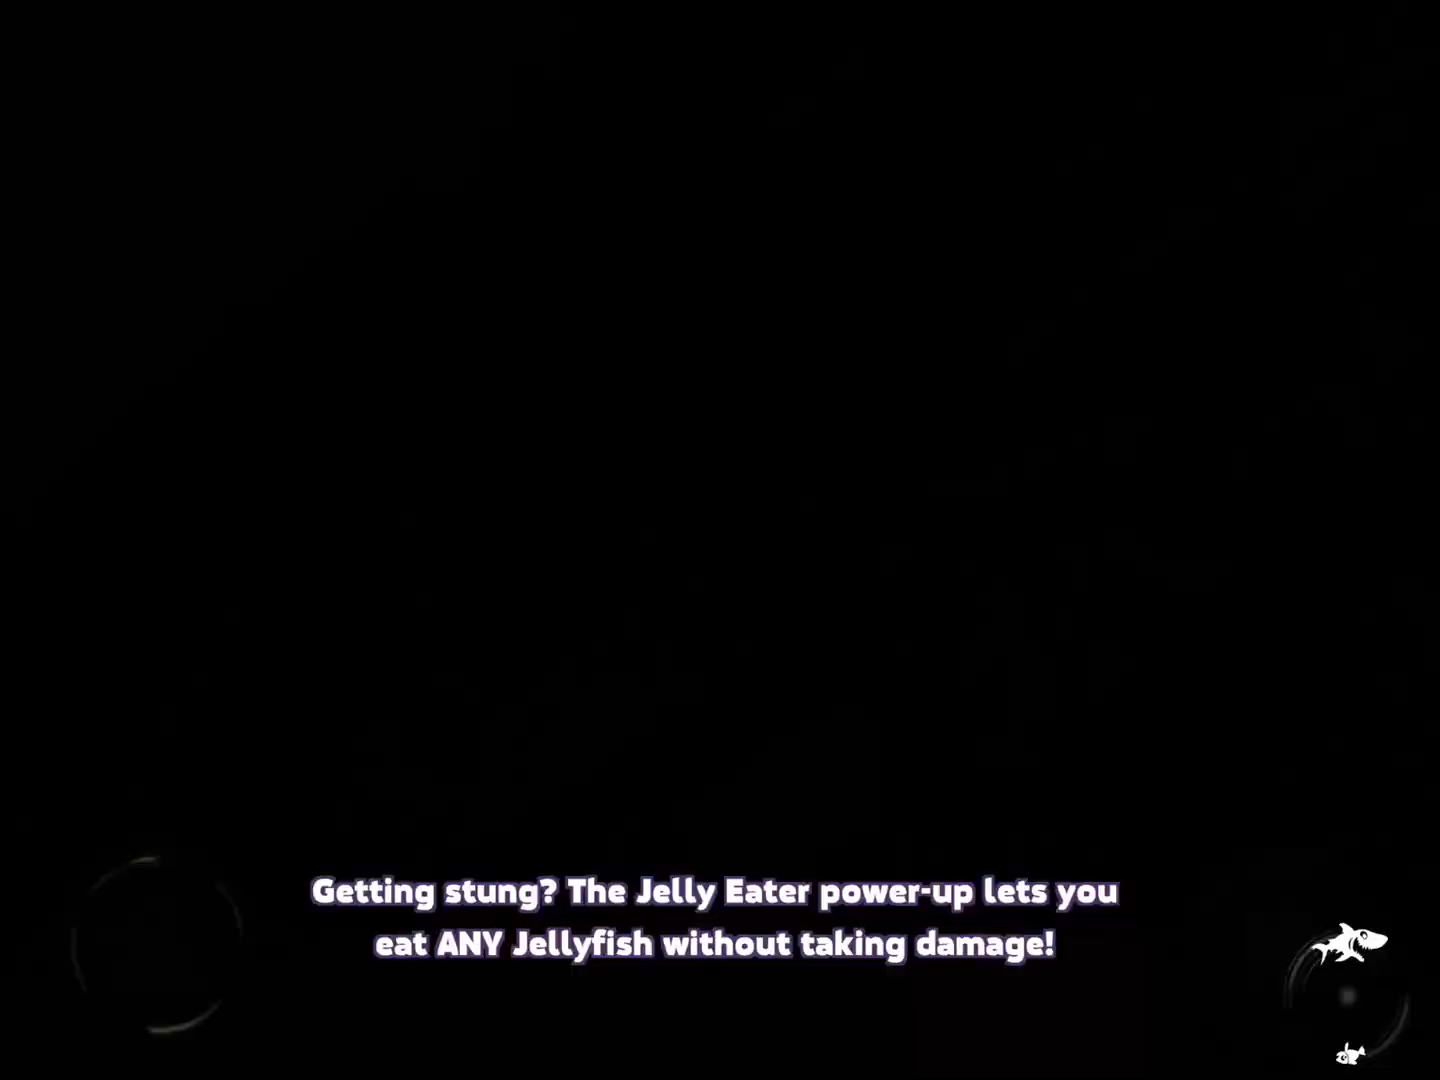 Getting stung? The Jelly Eater power-up lets you
eat ANY Jellyfish without taking damage!